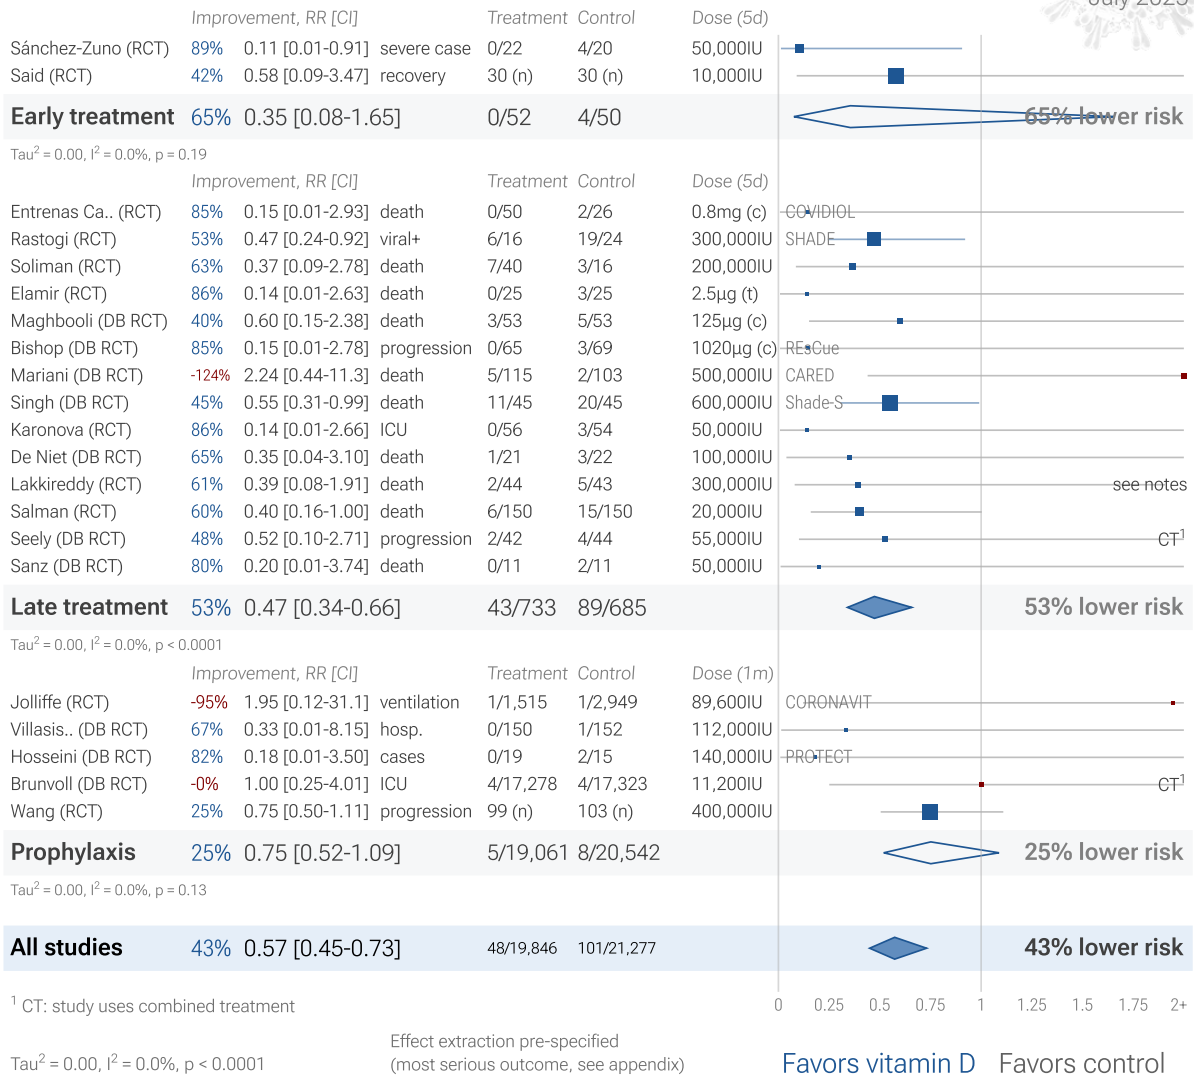 July 2025
Improvement, RR [CI] Treatment Control Dose (5d)
Sánchez-Zuno (RCT) 89% 0.11 [0.01-0.91] severe case 0/22 4/20 50,000IU
Said (RCT) 42% 0.58 [0.09-3.47] recovery 30 (n) 30 (n) 10,000IU
Early treatment 65% 0.35 [0.08-1.65] 0/52 4/50 65% lower risk
Tau² = 0.00, I² = 0.0%, p = 0.19
Improvement, RR [CI] Treatment Control Dose (5d)
Entrenas Ca.. (RCT) 85% 0.15 [0.01-2.93] death 0/50 2/26 0.8mg (c) COVIDIOL
Rastogi (RCT) 53% 0.47 [0.24-0.92] viral+ 6/16 19/24 300,000IU SHADE
Soliman (RCT) 63% 0.37 [0.09-2.78] death 7/40 3/16 200,000IU
Elamir (RCT) 86% 0.14 [0.01-2.63] death 0/25 3/25 2.5µg (t)
Maghbooli (DB RCT) 40% 0.60 [0.15-2.38] death 3/53 5/53 125µg (c)
Bishop (DB RCT) 85% 0.15 [0.01-2.78] progression 0/65 3/69 1020µg (c) REsCue
Mariani (DB RCT) -124% 2.24 [0.44-11.3] death 5/115 2/103 500,000IU CARED
Singh (DB RCT) 45% 0.55 [0.31-0.99] death 11/45 20/45 600,000IU Shade-S
Karonova (RCT) 86% 0.14 [0.01-2.66] ICU 0/56 3/54 50,000IU
De Niet (DB RCT) 65% 0.35 [0.04-3.10] death 1/21 3/22 100,000IU
Lakkireddy (RCT) 61% 0.39 [0.08-1.91] death 2/44 5/43 300,000IU see notes
Salman (RCT) 60% 0.40 [0.16-1.00] death 6/150 15/150 20,000IU
Seely (DB RCT) 48% 0.52 [0.10-2.71] progression 2/42 4/44 55,000IU CT¹
Sanz (DB RCT) 80% 0.20 [0.01-3.74] death 0/11 2/11 50,000IU
Late treatment 53% 0.47 [0.34-0.66] 43/733 89/685 53% lower risk
Tau² = 0.00, I² = 0.0%, p < 0.0001
Improvement, RR [CI] Treatment Control Dose (1m)
Jolliffe (RCT) -95% 1.95 [0.12-31.1] ventilation 1/1,515 1/2,949 89,600IU CORONAVIT
Villasis.. (DB RCT) 67% 0.33 [0.01-8.15] hosp. 0/150 1/152 112,000IU
Hosseini (DB RCT) 82% 0.18 [0.01-3.50] cases 0/19 2/15 140,000IU PROTECT
Brunvoll (DB RCT) -0% 1.00 [0.25-4.01] ICU 4/17,278 4/17,323 11,200IU CT¹
Wang (RCT) 25% 0.75 [0.50-1.11] progression 99 (n) 103 (n) 400,000IU
Prophylaxis 25% 0.75 [0.52-1.09] 5/19,061 8/20,542 25% lower risk
Tau² = 0.00, I² = 0.0%, p = 0.13
All studies 43% 0.57 [0.45-0.73] 48/19,846 101/21,277 43% lower risk
0 0.25 0.5 0.75 1 1.25 1.5 1.75 2+
¹ CT: study uses combined treatment
Effect extraction pre-specified
(most serious outcome, see appendix)
Tau² = 0.00, I² = 0.0%, p < 0.0001
Favors vitamin D Favors control